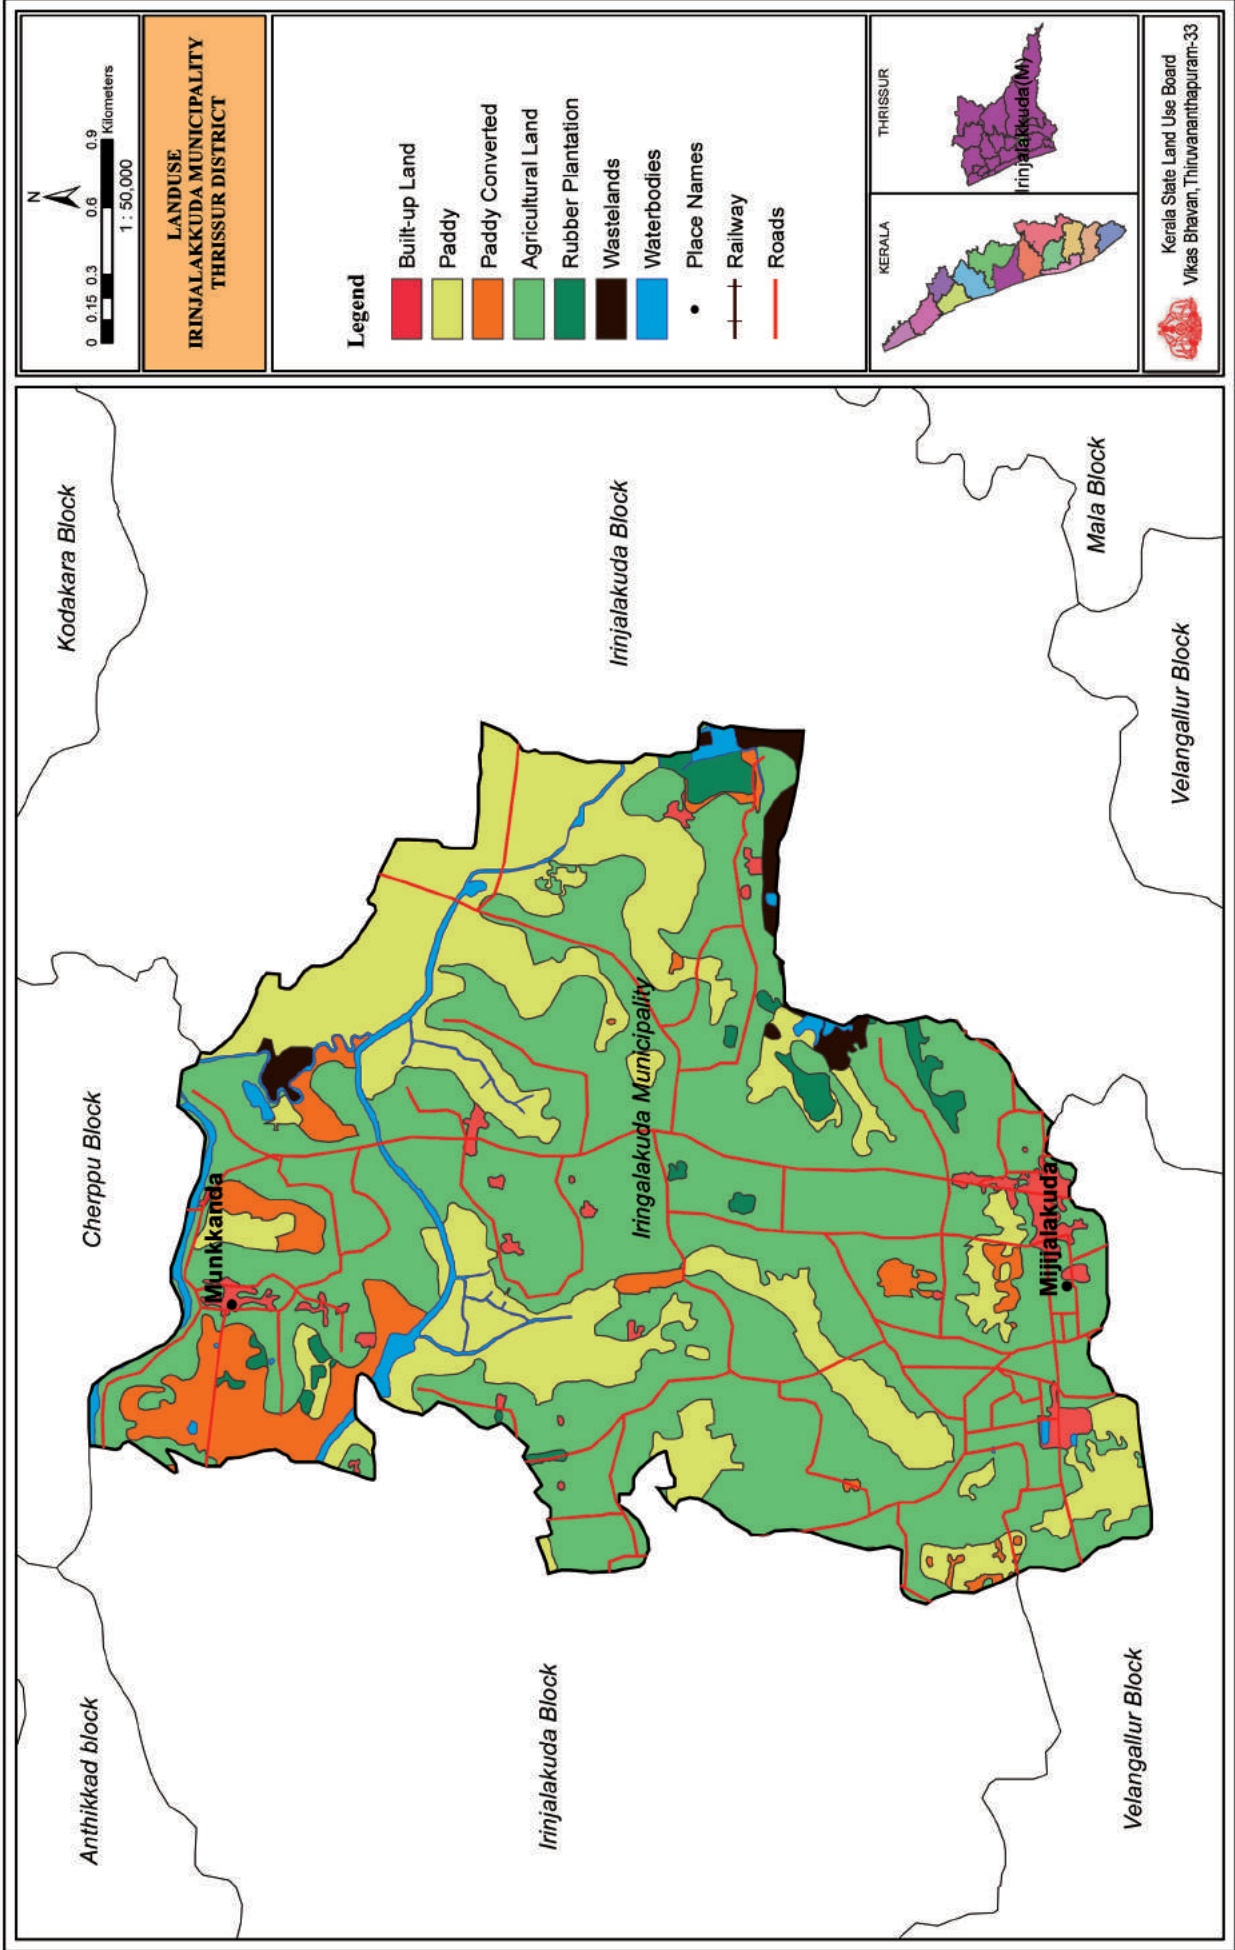 Anthikkad block
Cherppu Block
Kodakara Block
Munkkanda
Irinjalakuda Block
Iringalakuda Municipality
Irinjalakuda Block
Mijijalakuda
Velangallur Block
Velangallur Block
Mala Block
N
0 0.15 0.3 0.6 0.9
Kilometers
1 : 50,000
LANDUSE
IRINJALAKKUDA MUNICIPALITY
THRISSUR DISTRICT
Legend
Built-up Land
Paddy
Paddy Converted
Agricultural Land
Rubber Plantation
Wastelands
Waterbodies
Place Names
Railway
Roads
KERALA
THRISSUR
Irinjalakkuda(M)
Kerala State Land Use Board
Vikas Bhavan, Thiruvananthapuram-33